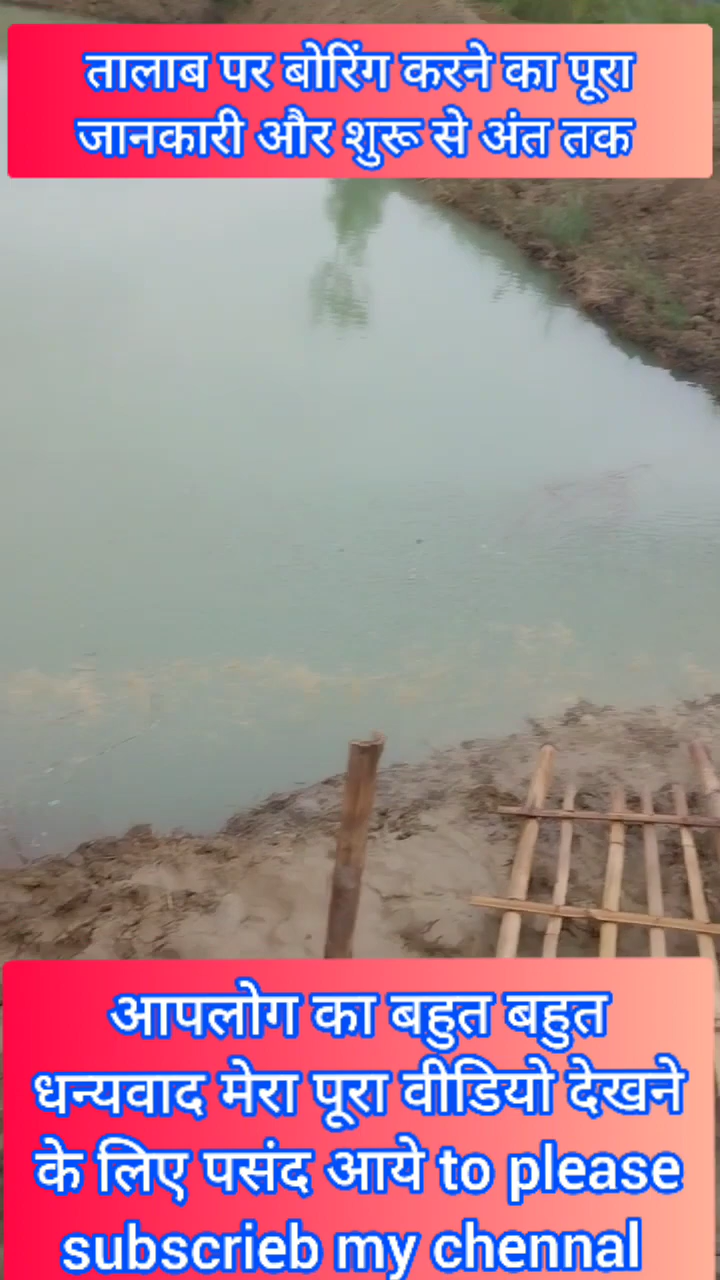 तालाब पर बोरिंग करने का पूरा
जानकारी और शुरू से अंत तक
आपलोग का बहुत बहुत
धन्यवाद मेरा पूरा वीडियो देखने
के लिए पसंद आये to please
subscrieb my chennal